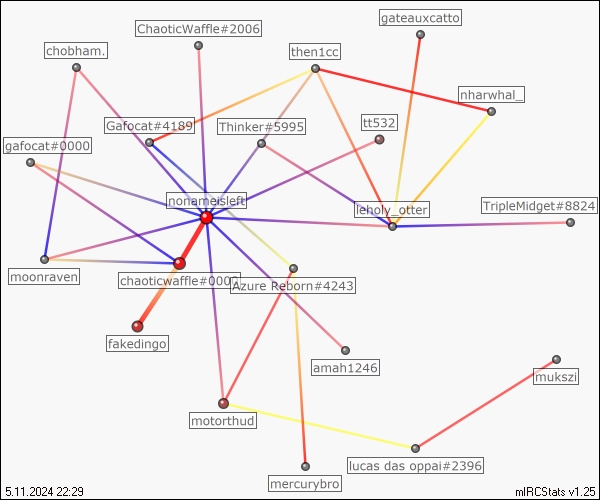 gateauxcatto
ChaoticWaffle#2006
chobham.
then1cc
nharwhal_
Gafocat#4189
Thinker#5995
tt532
gafocat#0000
nonameisleft
lekoly_otter
TripleMidget#8824
moonraven
chaoticwaffle#000
Azure Reborn#4243
fakedingo
amah1246
mukszi
motorthud
lucas das oppai#2396
mercurybro
5.11.2024 22:29
mIRCStats v1.25